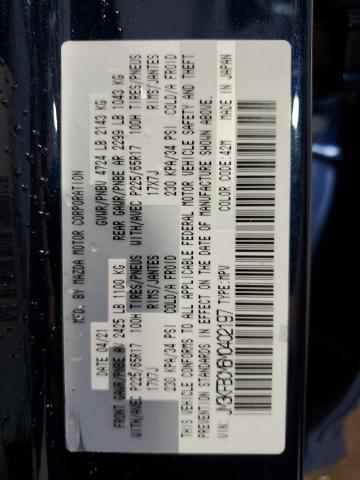 MFD. BY MAZDA MOTOR CORPORATION
DATE 04/21 GVWR/PNBV 4724 LB 2143 KG
FRONT GAWR/PNBE AV 2425 LB 1100 KG REAR GAWR/PNBE AR 2299 LB 1043 KG
WITH/AVEC P225/65R17 100H TIRES/PNEUS WITH/AVEC P225/65R17 100H TIRES/PNEUS
17X7J RIMS/JANTES 17X7J RIMS/JANTES
230 KPA/34 PSI COLD/A FROID 230 KPA/34 PSI COLD/A FROID
THIS VEHICLE CONFORMS TO ALL APPLICABLE FEDERAL MOTOR VEHICLE SAFETY AND THEFT
PREVENTION STANDARDS IN EFFECT ON THE DATE OF MANUFACTURE SHOWN ABOVE.
VIN: JM3KFBCM6N0402197 TYPE:MPV COLOR CODE:42M MADE IN JAPAN